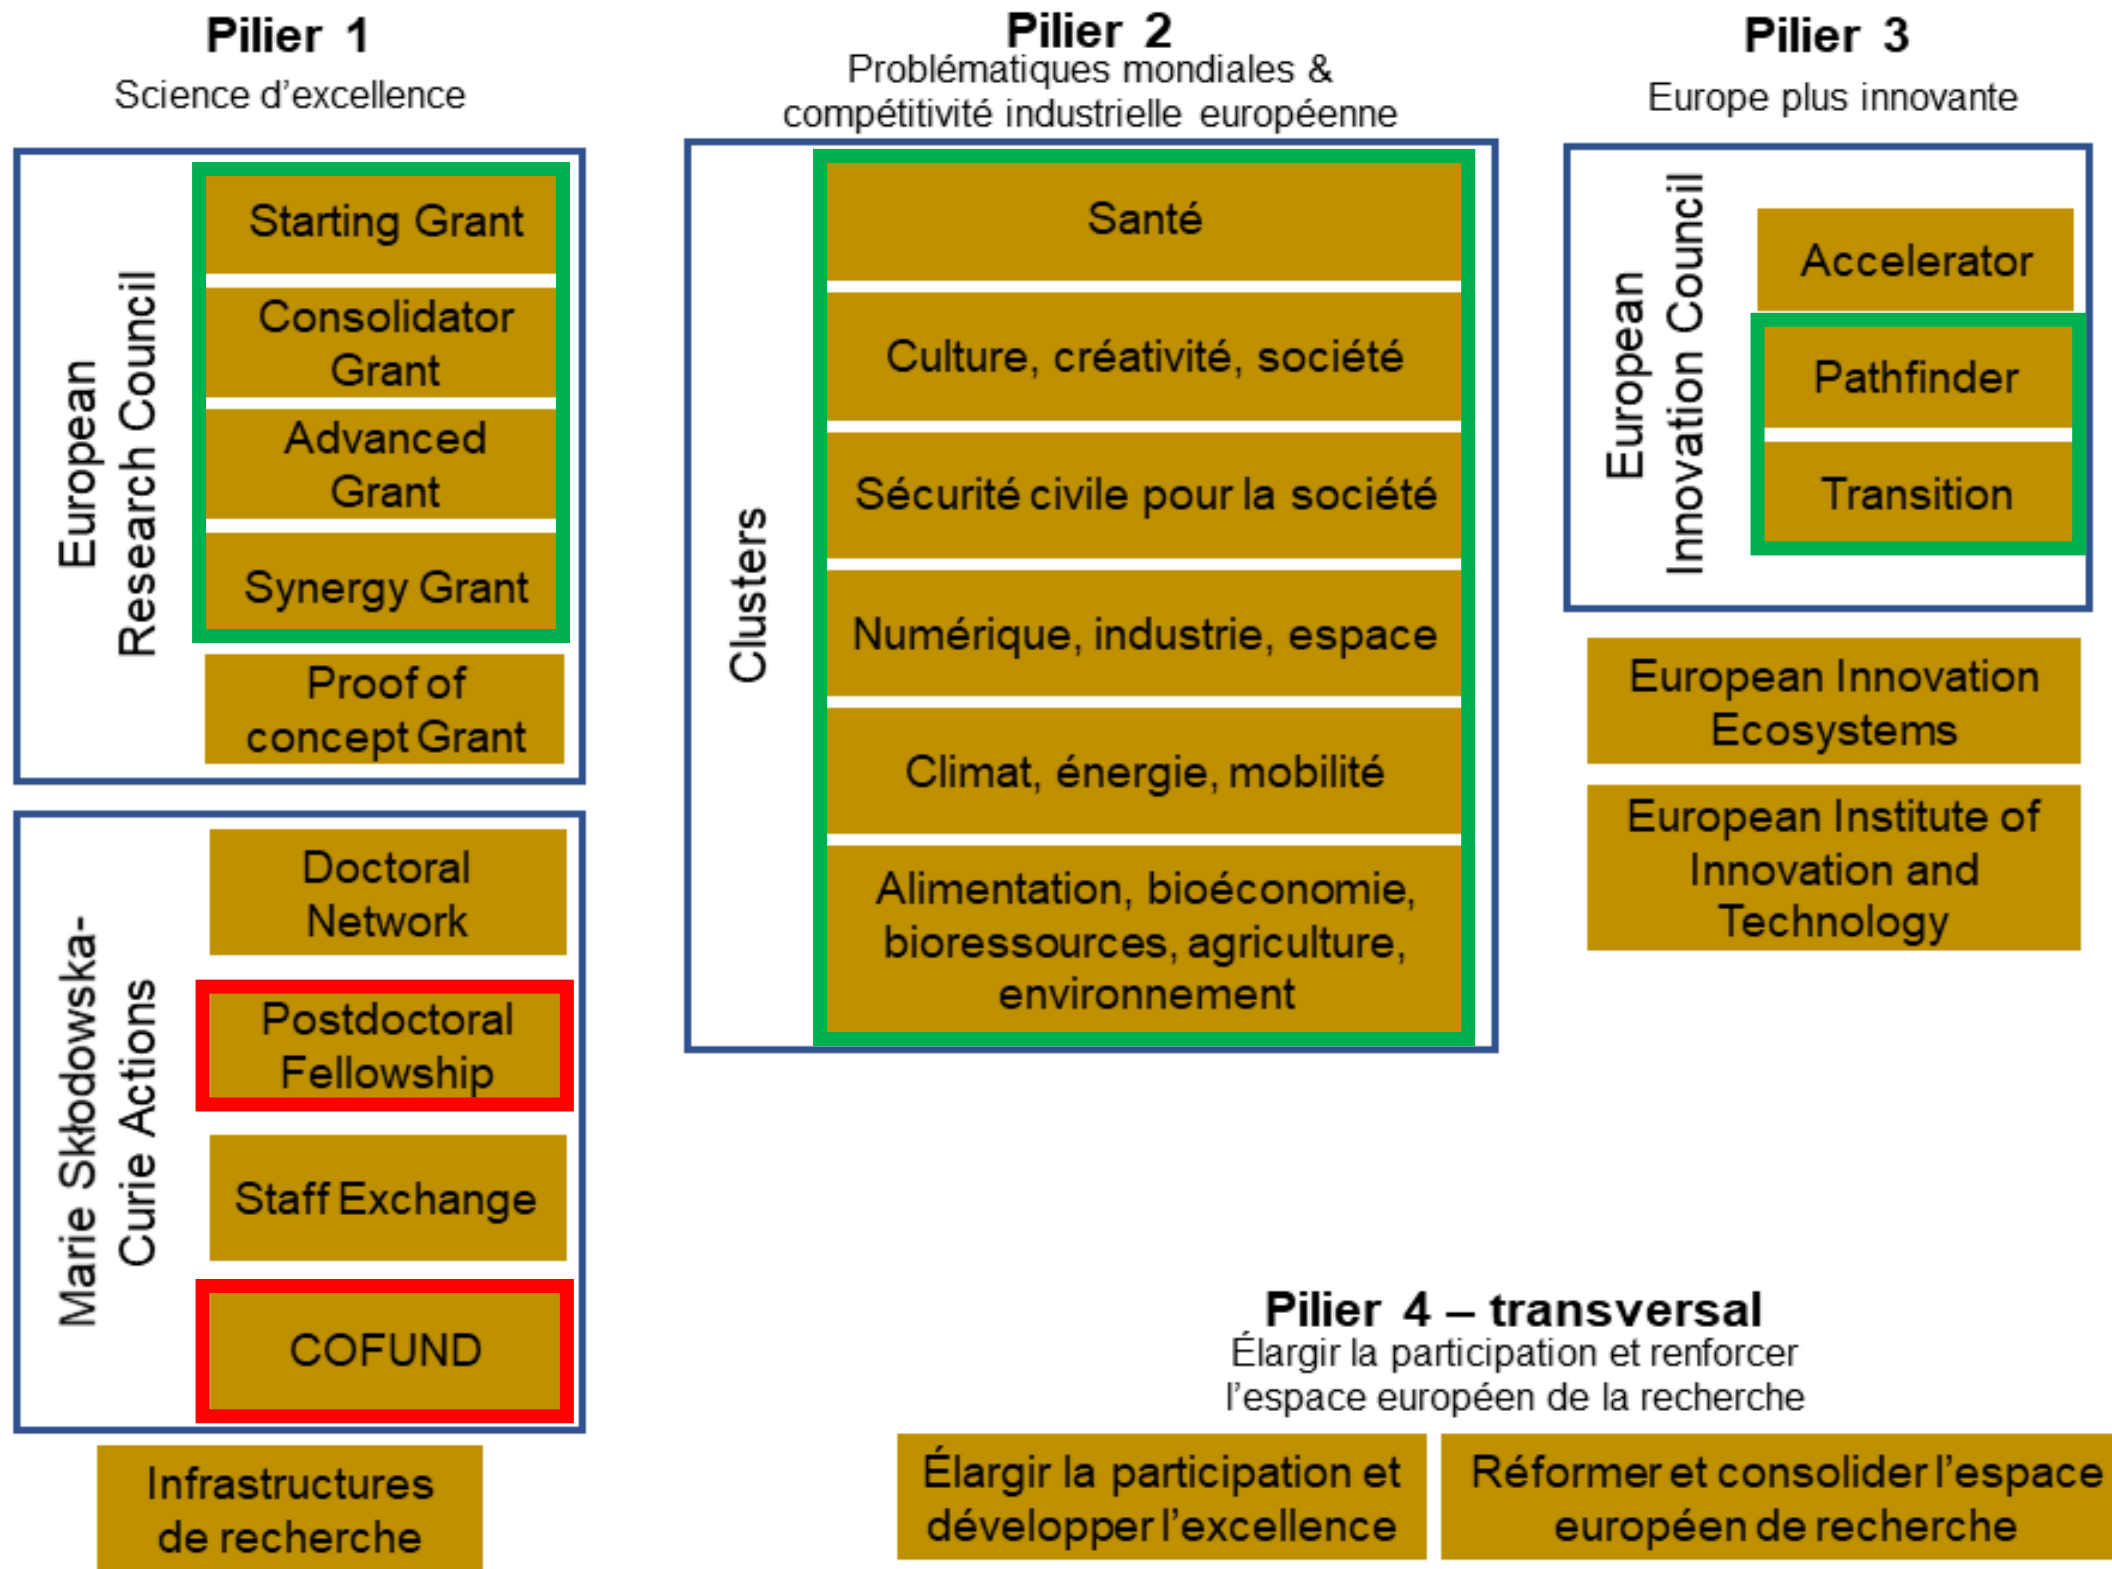 Pilier 1
Science d'excellence
European
Research Council
Starting Grant
Consolidator
Grant
Advanced
Grant
Synergy Grant
Proof of
concept Grant
Marie Skłodowska-
Curie Actions
Doctoral
Network
Postdoctoral
Fellowship
Staff Exchange
COFUND
Infrastructures
de recherche
Pilier 2
Problématiques mondiales &
compétitivité industrielle européenne
Clusters
Santé
Culture, créativité, société
Sécurité civile pour la société
Numérique, industrie, espace
Climat, énergie, mobilité
Alimentation, bioéconomie,
bioressources, agriculture,
environnement
Pilier 3
Europe plus innovante
European
Innovation Council
Accelerator
Pathfinder
Transition
European Innovation
Ecosystems
European Institute of
Innovation and
Technology
Pilier 4 – transversal
Élargir la participation et renforcer
l'espace européen de la recherche
Élargir la participation et
développer l'excellence
Réformer et consolider l'espace
européen de recherche